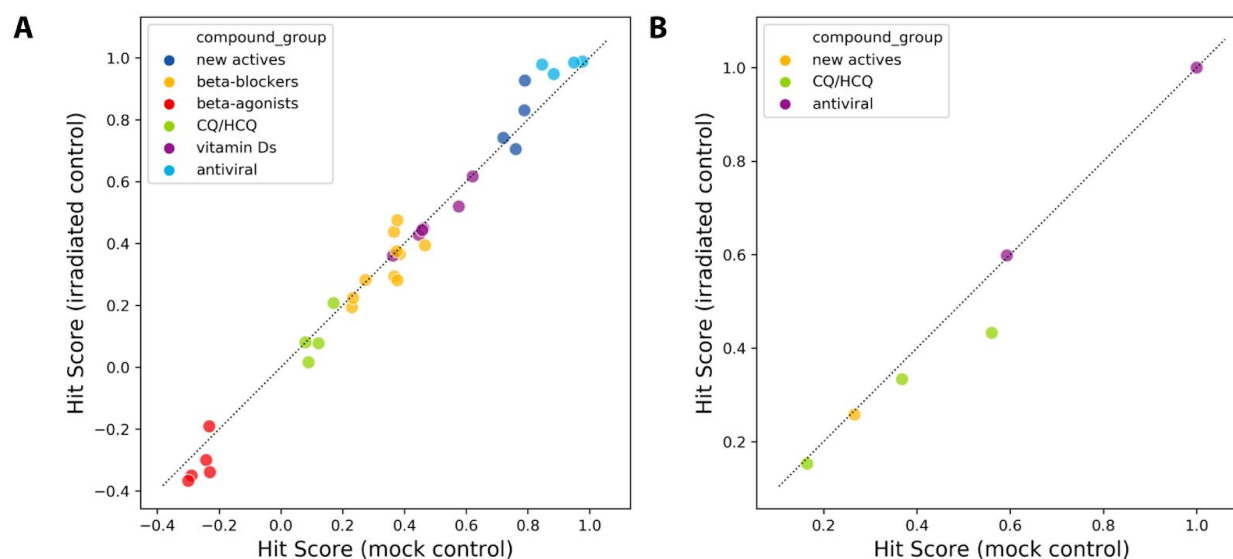 A
compound_group
new actives
beta-blockers
beta-agonists
CQ/HCQ
vitamin Ds
antiviral
1.0
0.8
0.6
0.4
0.2
0.0
−0.2
−0.4
Hit Score (irradiated control)
−0.4 −0.2 0.0 0.2 0.4 0.6 0.8 1.0
Hit Score (mock control)
B
compound_group
new actives
CQ/HCQ
antiviral
1.0
0.8
0.6
0.4
0.2
Hit Score (irradiated control)
0.2 0.4 0.6 0.8 1.0
Hit Score (mock control)